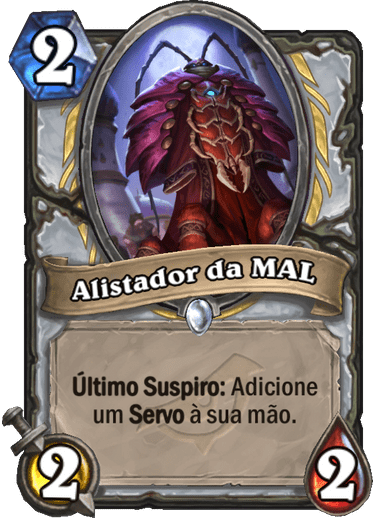 2
Alistador da MAL
Último Suspiro: Adicione
um Servo à sua mão.
2
2